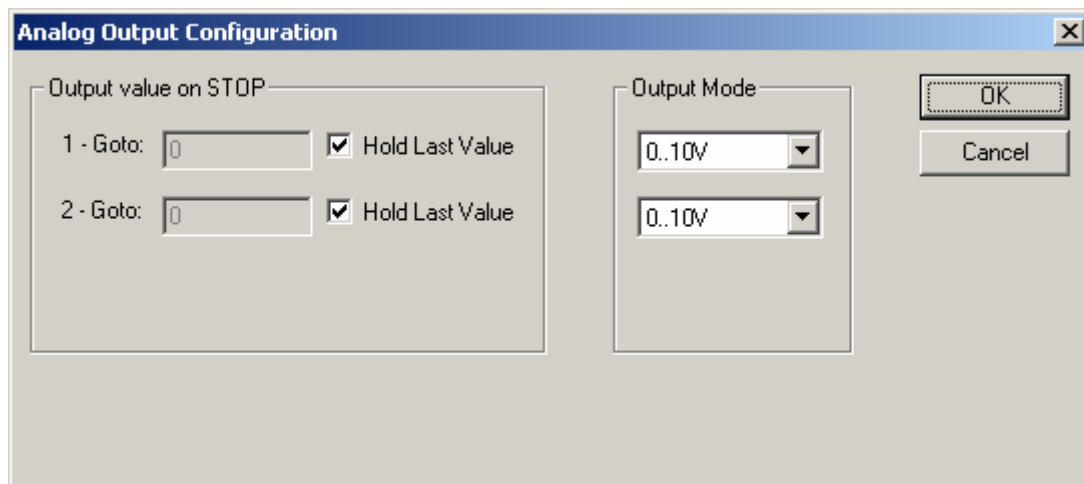 Analog Output Configuration
Output value on STOP
1 - Goto: 0 Hold Last Value
2 - Goto: 0 Hold Last Value
Output Mode
0..10V
0..10V
OK
Cancel